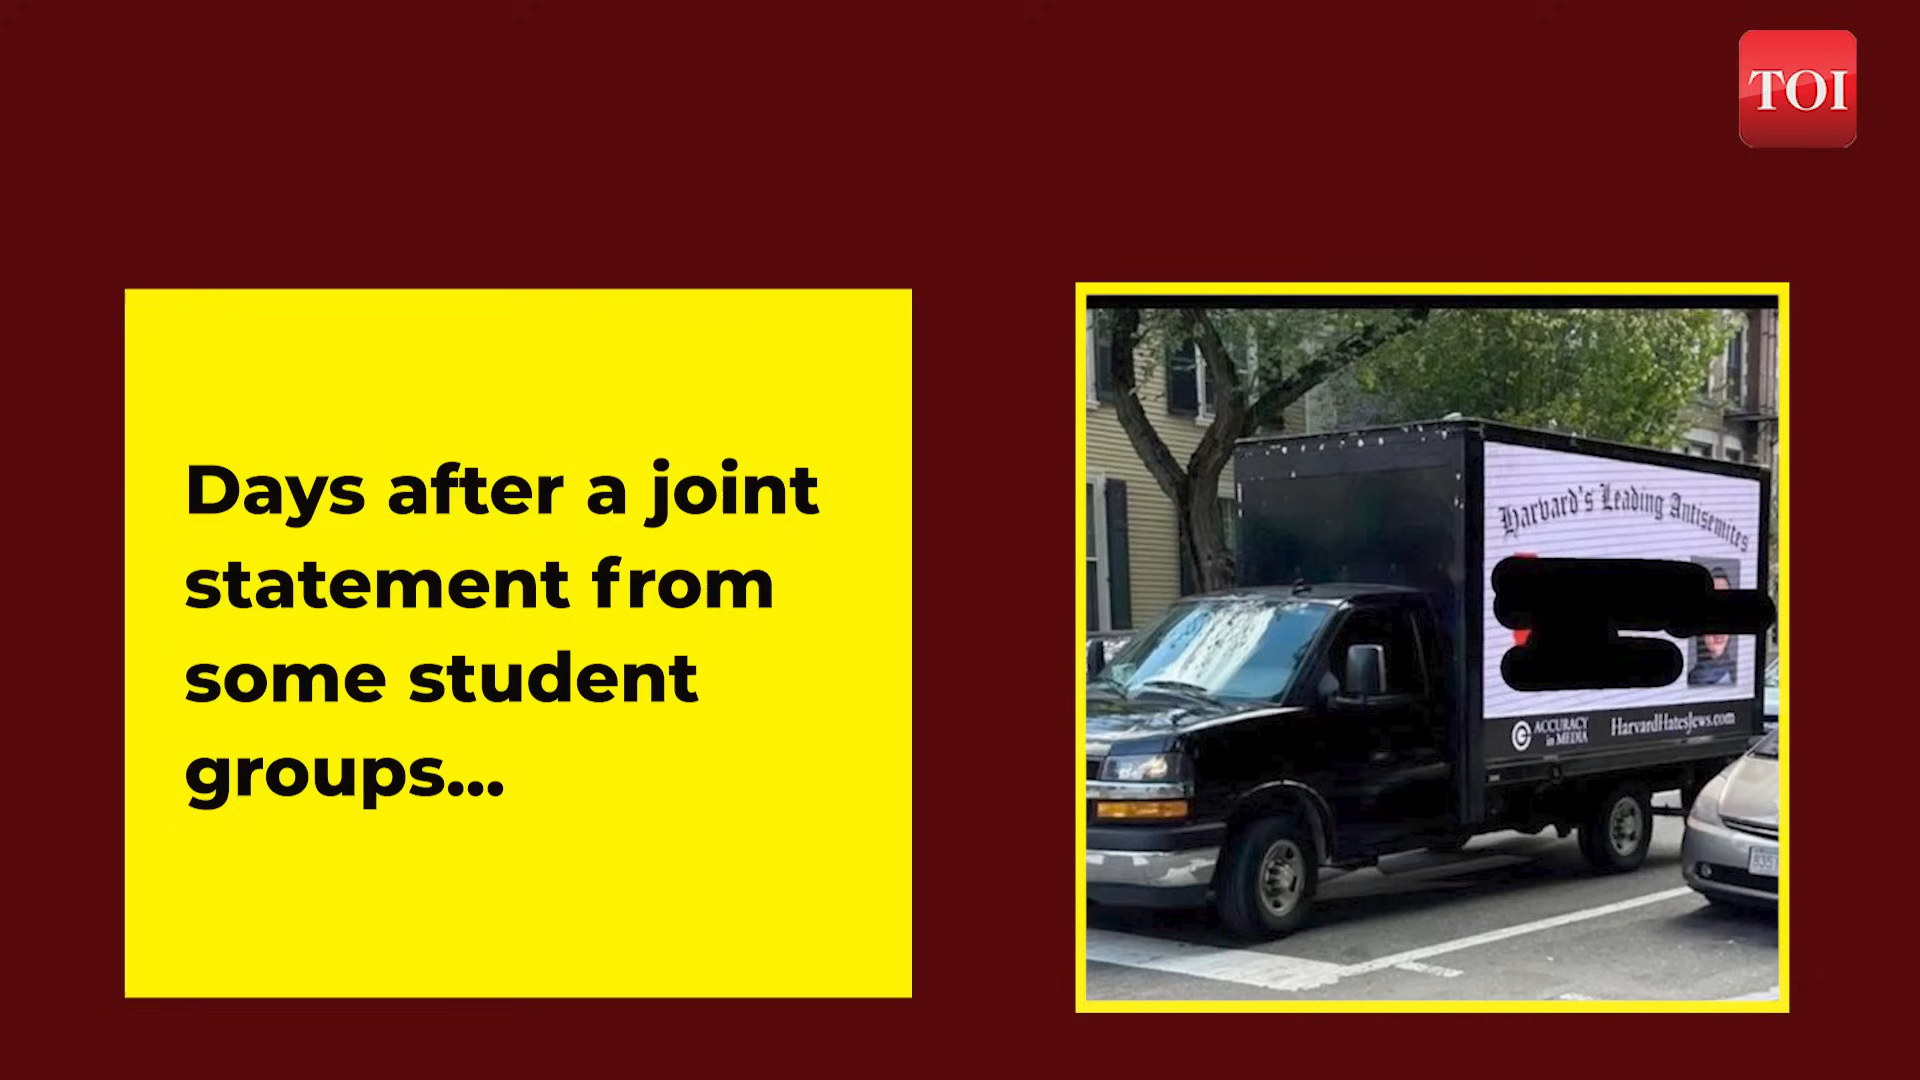 TOI
Days after a joint
statement from
some student
groups...
Harvard's Leading Antisemites
ACCURACY
in MEDIA
HarvardHatesJews.com